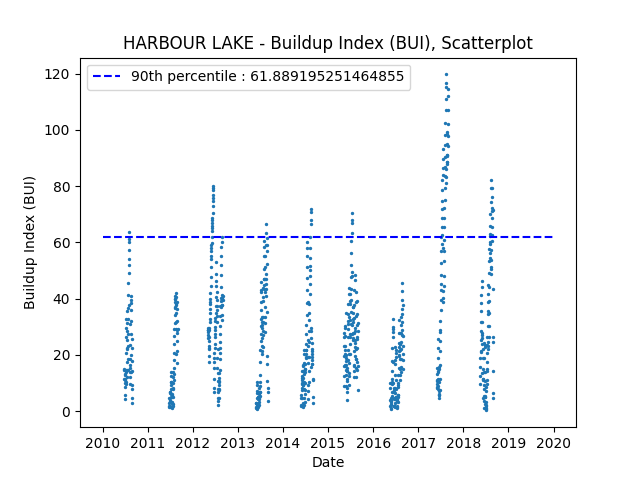 HARBOUR LAKE - Buildup Index (BUI), Scatterplot
90th percentile : 61.889195251464855
Buildup Index (BUI)
120
100
80
60
40
20
0
2010 2011 2012 2013 2014 2015 2016 2017 2018 2019 2020
Date